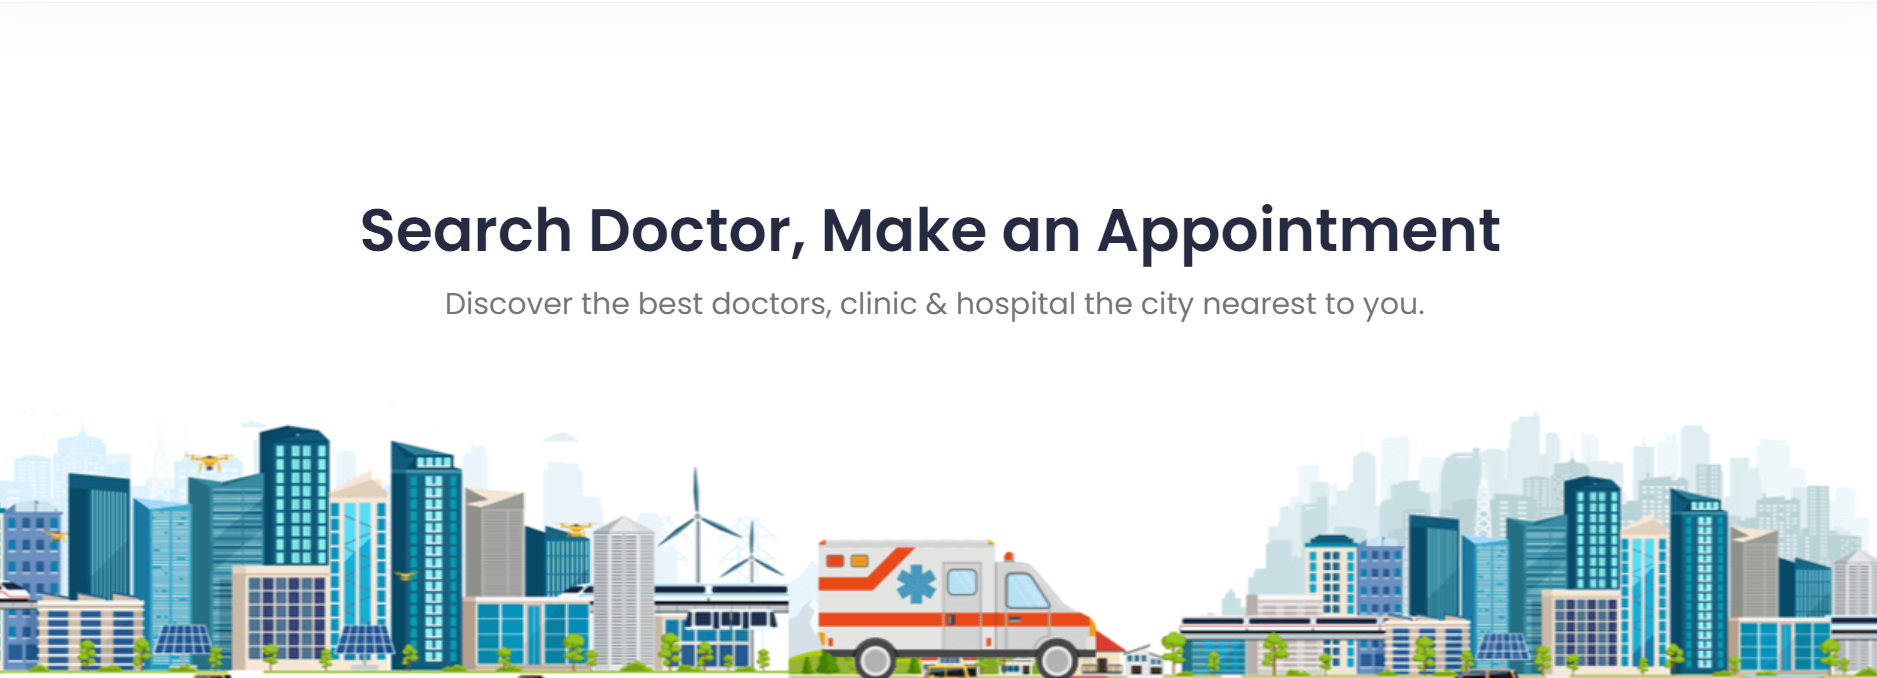 Search Doctor, Make an Appointment
Discover the best doctors, clinic & hospital the city nearest to you.